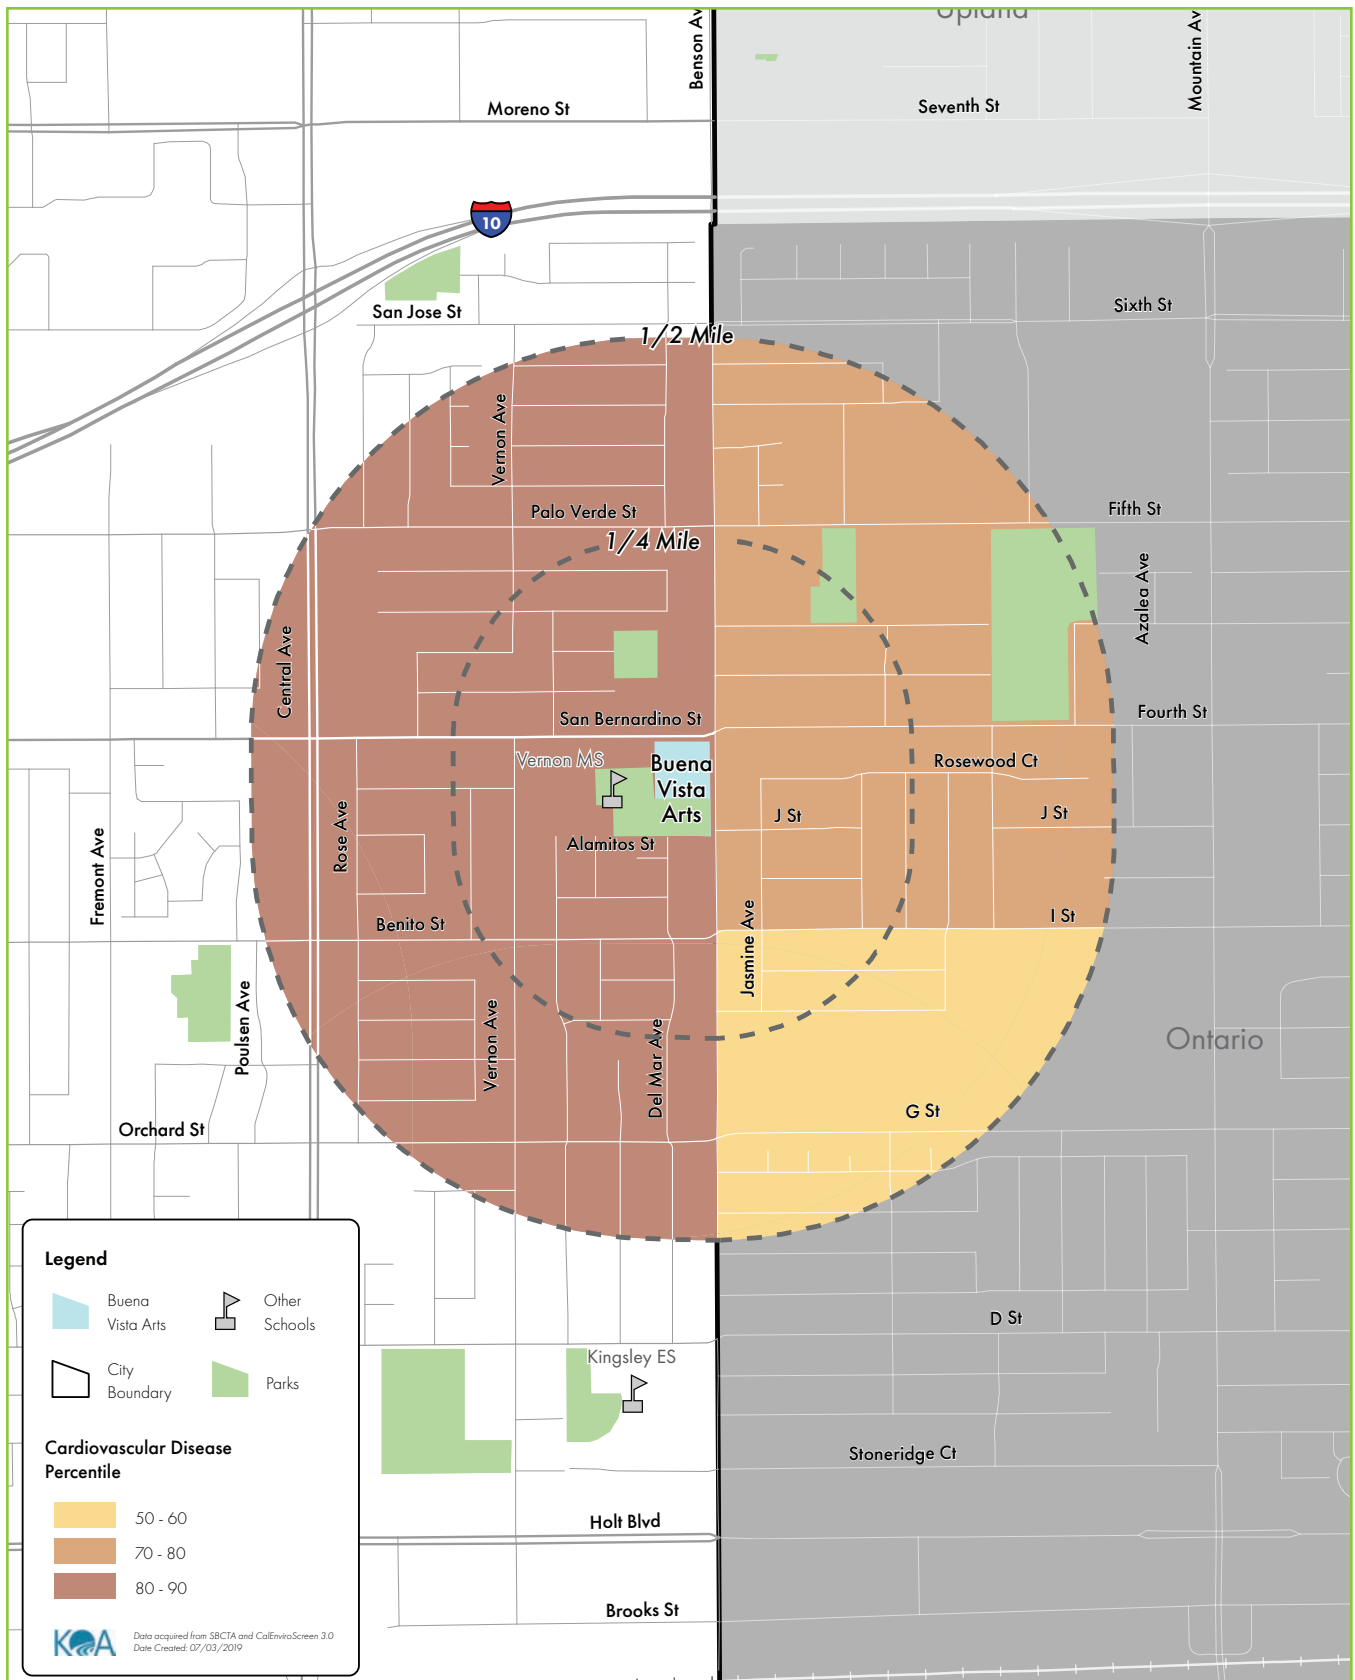 Upland
Benson Av
Mountain Av
Moreno St
Seventh St
10
San Jose St
Sixth St
1/2 Mile
Vernon Ave
Palo Verde St
Fifth St
1/4 Mile
Azalea Ave
Central Ave
San Bernardino St
Fourth St
Vernon MS
Buena
Vista
Arts
Rosewood Ct
J St
J St
Rose Ave
Fremont Ave
Alamitos St
Benito St
Jasmine Ave
I St
Poulsen Ave
Vernon Ave
Del Mar Ave
Ontario
G St
Orchard St
Legend
Buena
Vista Arts
Other
Schools
City
Boundary
Parks
Cardiovascular Disease
Percentile
50 - 60
70 - 80
80 - 90
KOA
Data acquired from SBCTA and CalEnviroScreen 3.0
Date Created: 07/03/2019
D St
Kingsley ES
Stoneridge Ct
Holt Blvd
Brooks St